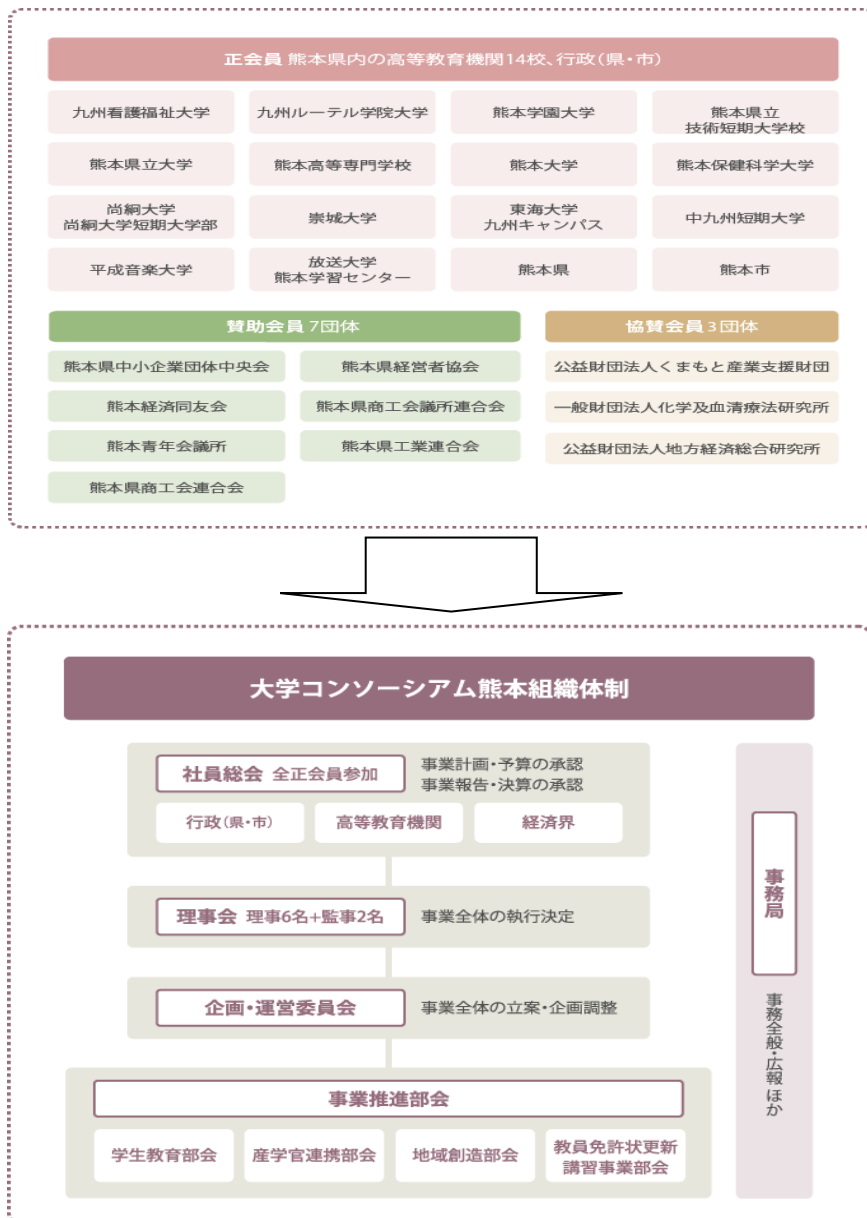 正会員 熊本県内の高等教育機関14校、行政(県・市)
九州看護福祉大学
九州ルーテル学院大学
熊本学園大学
熊本県立
技術短期大学校
熊本県立大学
熊本高等専門学校
熊本大学
熊本保健科学大学
尚絅大学
尚絅大学短期大学部
崇城大学
東海大学
九州キャンパス
中九州短期大学
平成音楽大学
放送大学
熊本学習センター
熊本県
熊本市
賛助会員 7団体
熊本県中小企業団体中央会
熊本県経営者協会
熊本経済同友会
熊本県商工会議所連合会
熊本青年会議所
熊本県工業連合会
熊本県商工会連合会
協賛会員 3団体
公益財団法人くまもと産業支援財団
一般財団法人化学及血清療法研究所
公益財団法人地方経済総合研究所
大学コンソーシアム熊本組織体制
社員総会 全正会員参加
事業計画・予算の承認
事業報告・決算の承認
行政(県・市)
高等教育機関
経済界
理事会 理事6名+監事2名
事業全体の執行決定
企画・運営委員会
事業全体の立案・企画調整
事業推進部会
学生教育部会
産学官連携部会
地域創造部会
教員免許状更新
講習事業部会
事務局
事務全般・広報 ほか